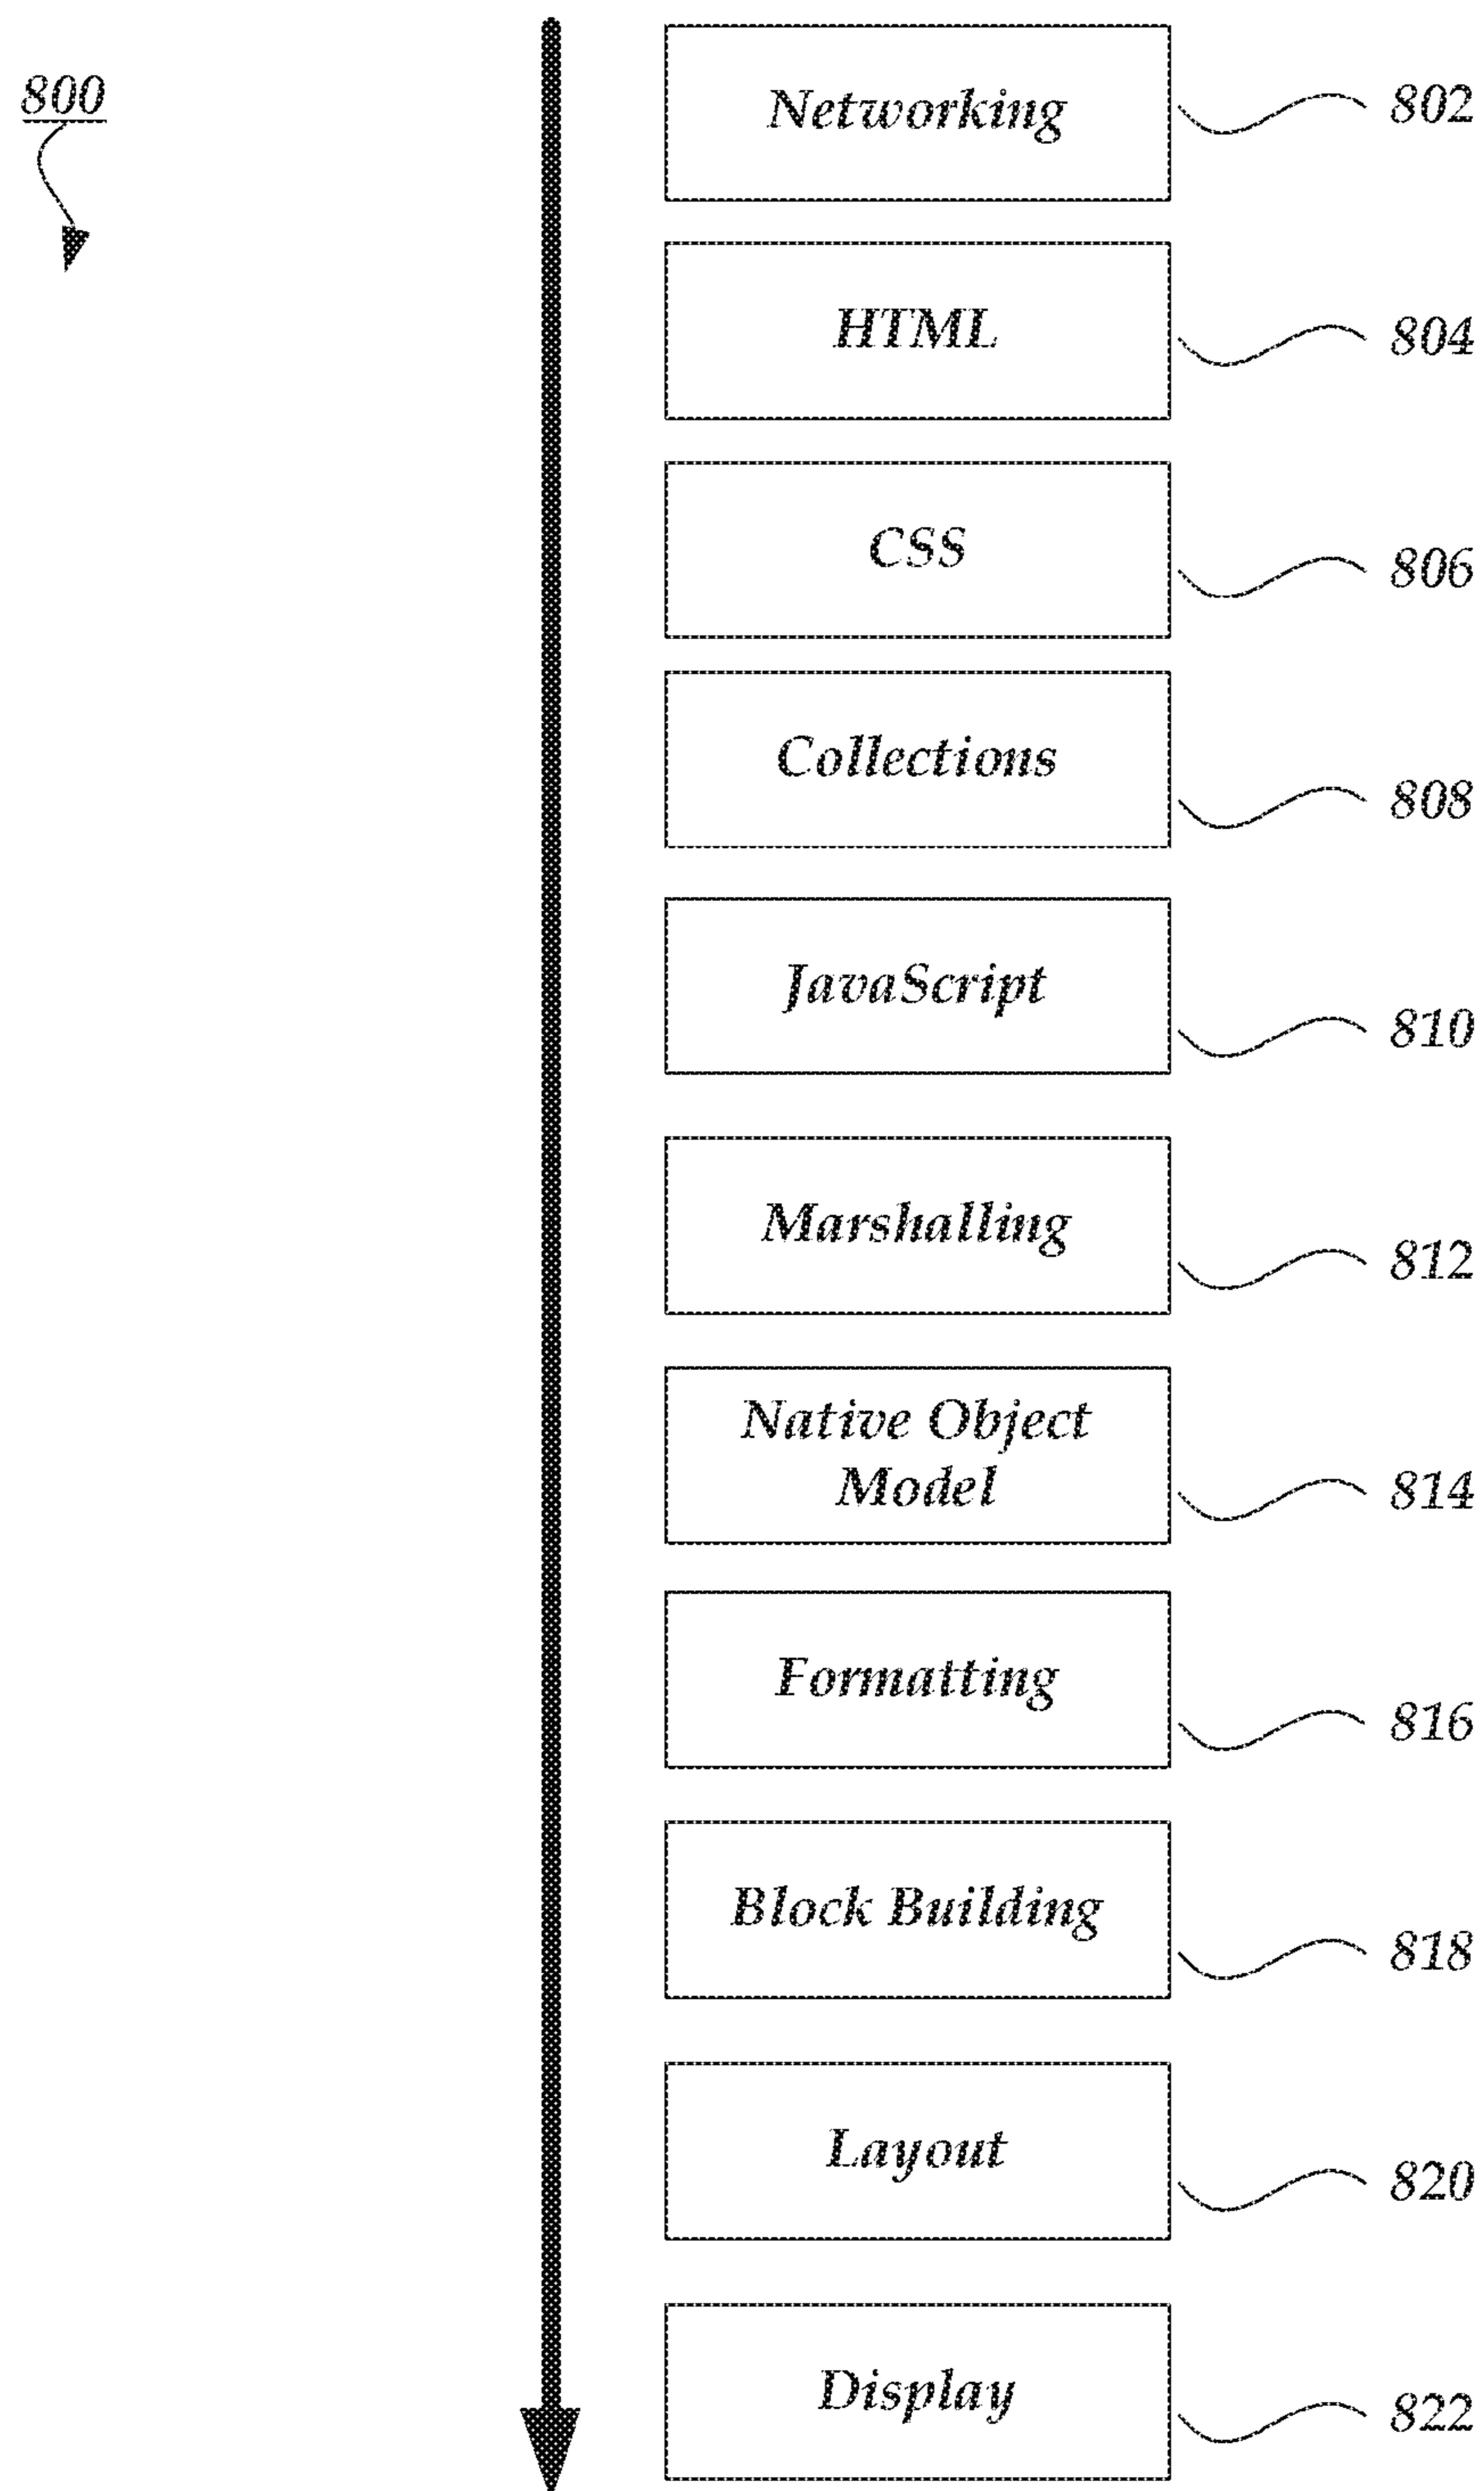 800
Networking
802
HTML
804
CSS
806
Collections
808
JavaScript
810
Marshalling
812
Native Object
Model
814
Formatting
816
Block Building
818
Layout
820
Display
822